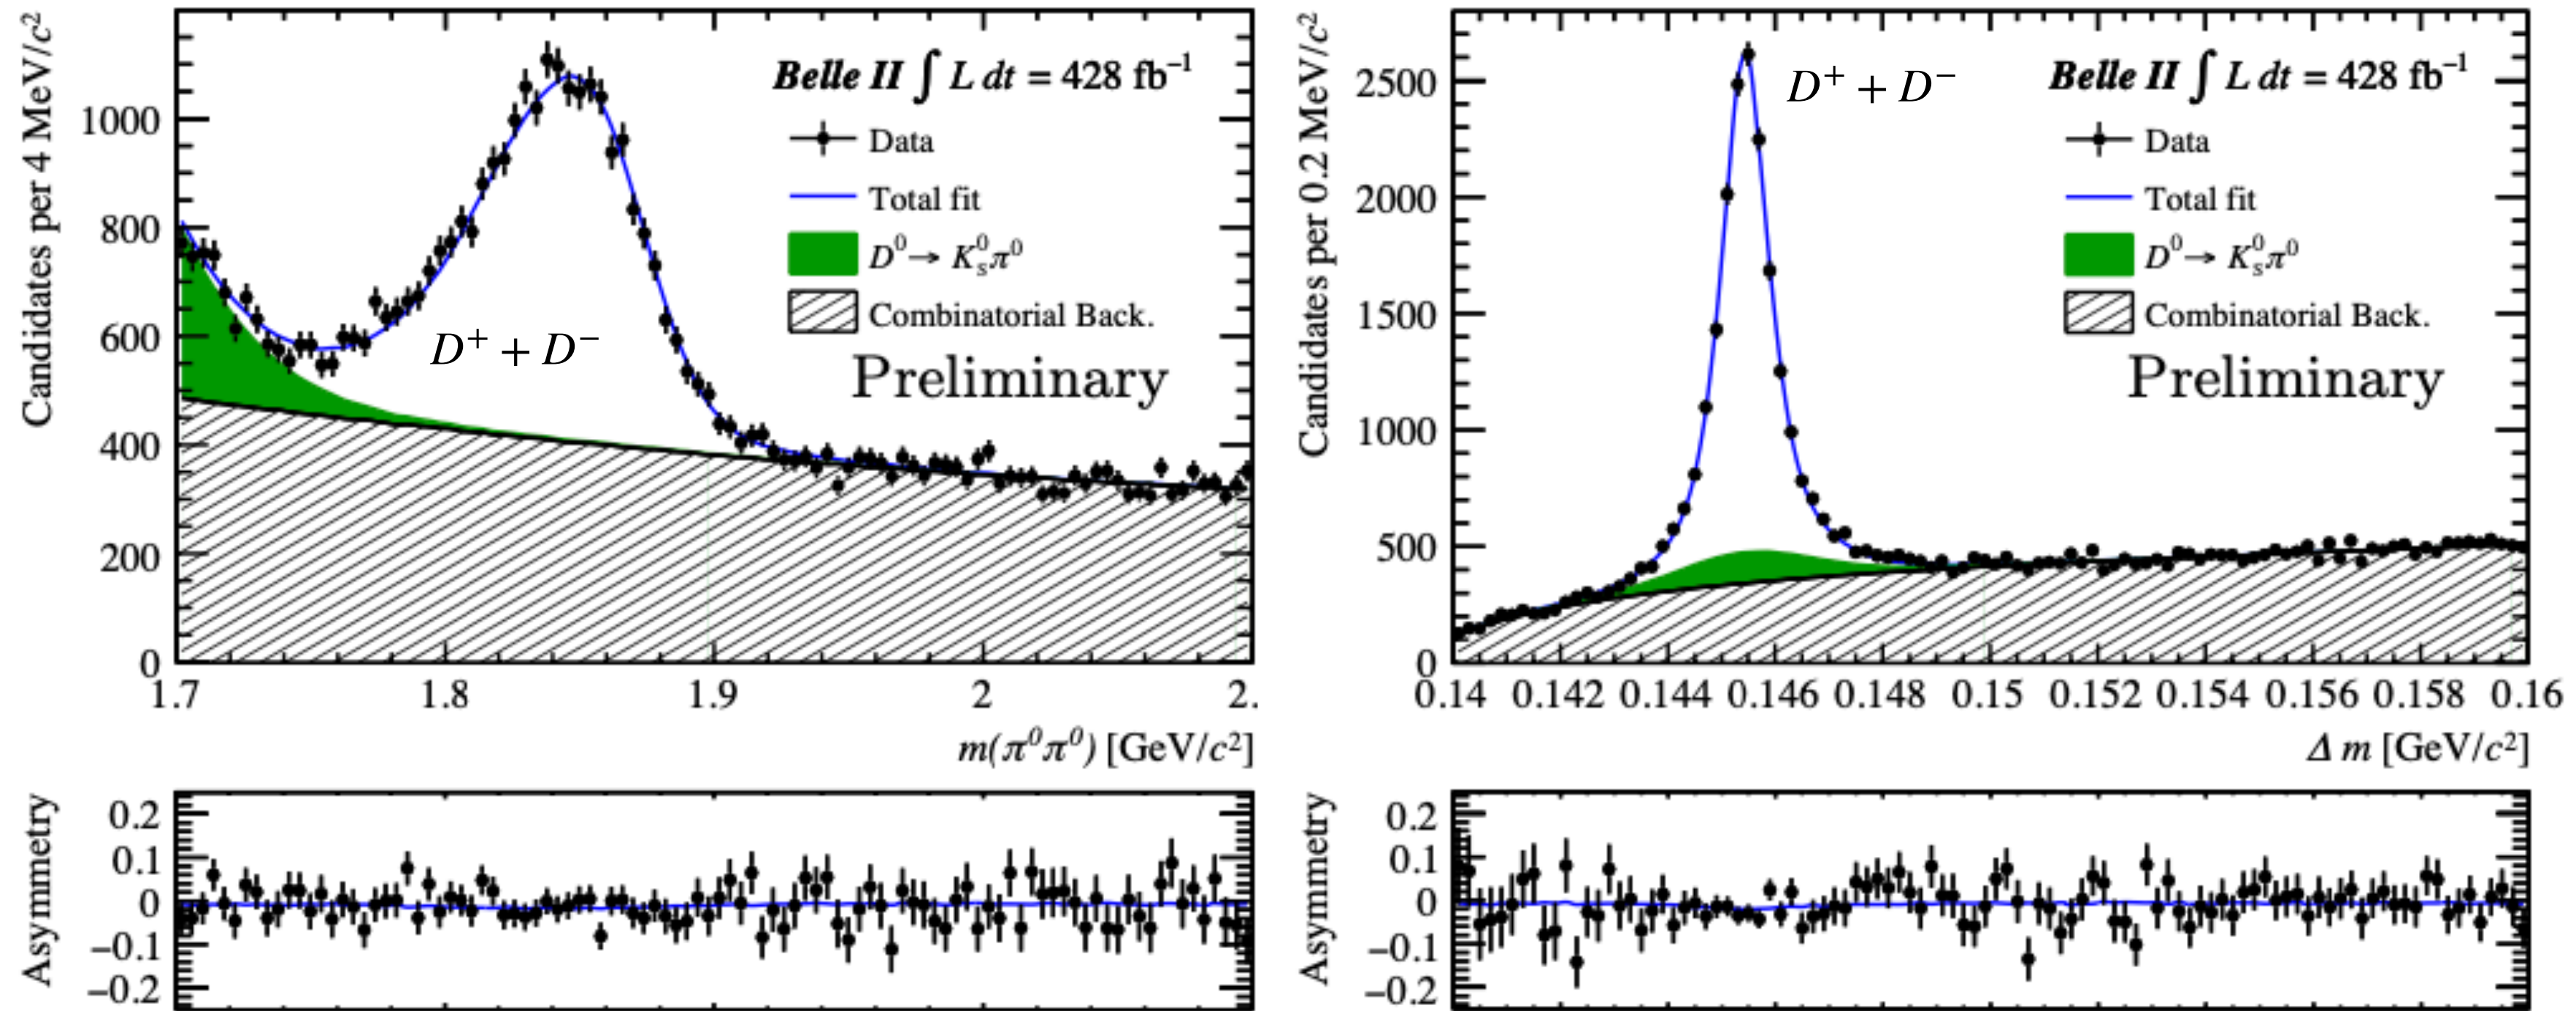 Candidates per 4 MeV/c²
1000
800
600
400
200
0
Belle II ∫ L dt = 428 fb⁻¹
Data
Total fit
D⁰→ K⁰ₛπ⁰
Combinatorial Back.
Preliminary
D⁺ + D⁻
1.7 1.8 1.9 2 2.
m(π⁰π⁰) [GeV/c²]
Asymmetry
0.2
0.1
0
−0.1
−0.2
Candidates per 0.2 MeV/c²
2500
2000
1500
1000
500
0
D⁺ + D⁻
Belle II ∫ L dt = 428 fb⁻¹
Data
Total fit
D⁰→ K⁰ₛπ⁰
Combinatorial Back.
Preliminary
0.14 0.142 0.144 0.146 0.148 0.15 0.152 0.154 0.156 0.158 0.16
Δ m [GeV/c²]
Asymmetry
0.2
0.1
0
−0.1
−0.2